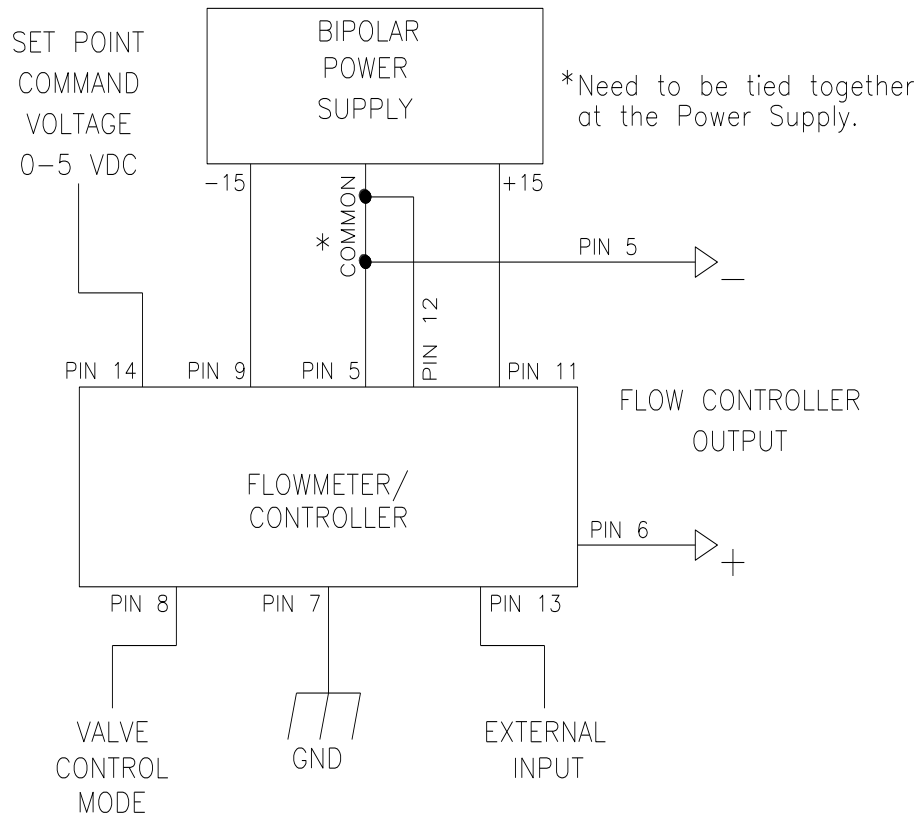 SET POINT
COMMAND
VOLTAGE
0-5 VDC
BIPOLAR
POWER
SUPPLY
*Need to be tied together
at the Power Supply.
-15
COMMON
*
+15
PIN 5
-
PIN 12
PIN 14
PIN 9
PIN 5
PIN 11
FLOW CONTROLLER
OUTPUT
FLOWMETER/
CONTROLLER
PIN 6
+
PIN 8
PIN 7
PIN 13
VALVE
CONTROL
MODE
GND
EXTERNAL
INPUT